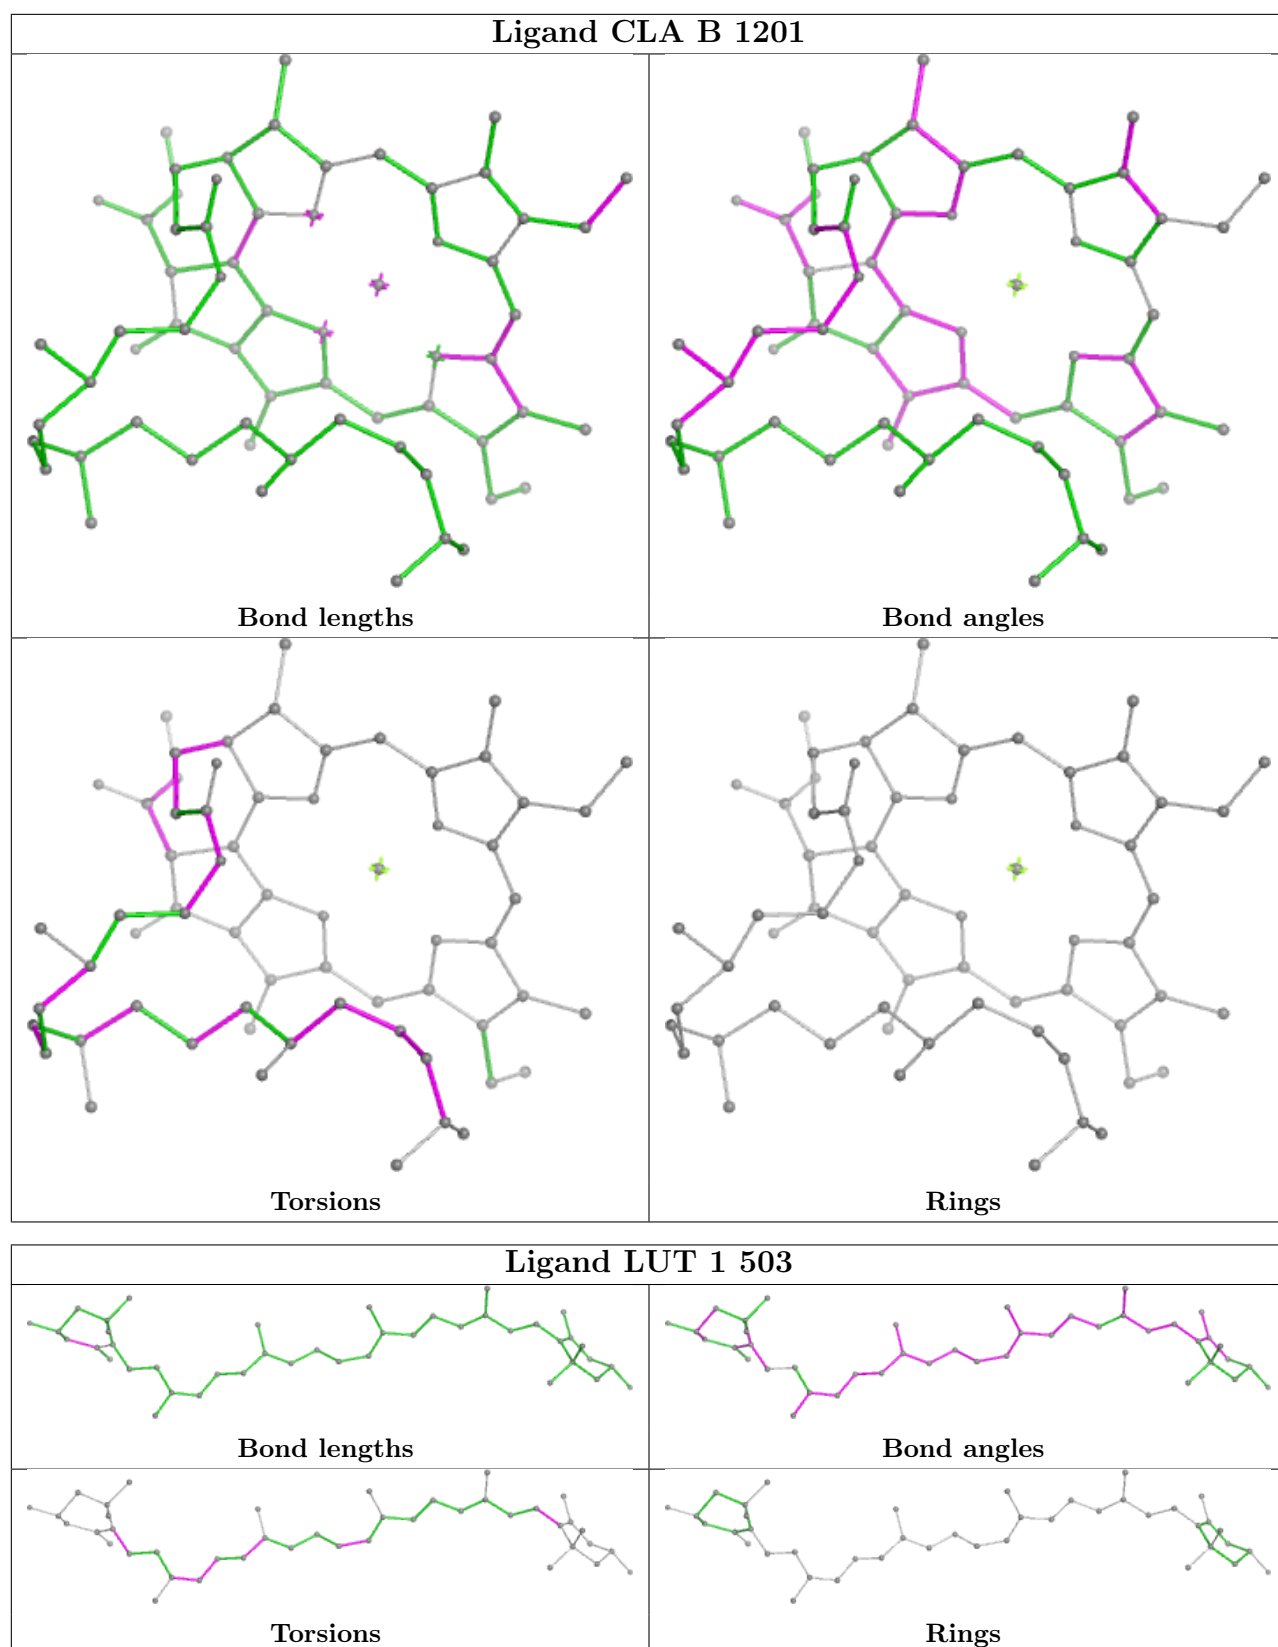 Ligand CLA B 1201
Bond lengths
Bond angles
Torsions
Rings
Ligand LUT 1 503
Bond lengths
Bond angles
Torsions
Rings